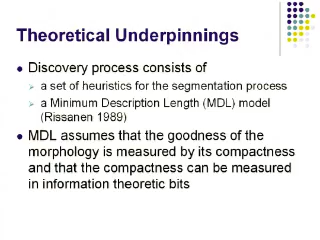 Theoretical Underpinnings
Discovery process consists of
a set of heuristics for the segmentation process
a Minimum Description Length (MDL) model
(Rissanen 1989)
MDL assumes that the goodness of the
morphology is measured by its compactness
and that the compactness can be measured
in information theoretic bits